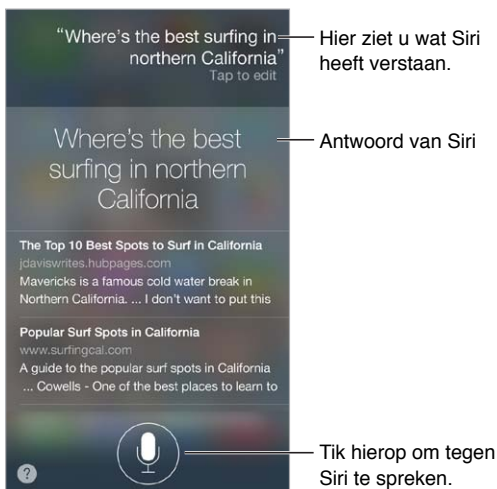 “Where's the best surfing in
northern California”
Tap to edit
Hier ziet u wat Siri
heeft verstaan.
Where's the best
surfing in northern
California
Antwoord van Siri
The Top 10 Best Spots to Surf in California
jdaviswrites.hubpages.com
Mavericks is a famous cold water break in
Northern California. ... I don't want to put this
Popular Surf Spots in California
www.surfingcal.com
A guide to the popular surf spots in California
... Cowells - One of the best places to learn to
?
Tik hierop om tegen
Siri te spreken.